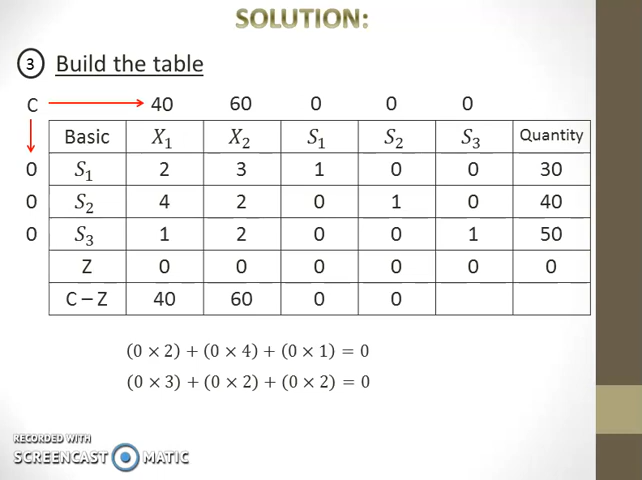 SOLUTION:
3 Build the table
C 40 60 0 0 0
Basic X₁ X₂ S₁ S₂ S₃ Quantity
0 S₁ 2 3 1 0 0 30
0 S₂ 4 2 0 1 0 40
0 S₃ 1 2 0 0 1 50
Z 0 0 0 0 0 0
C – Z 40 60 0 0
(0 × 2) + (0 × 4) + (0 × 1) = 0
(0 × 3) + (0 × 2) + (0 × 2) = 0
RECORDED WITH
SCREENCAST MATIC